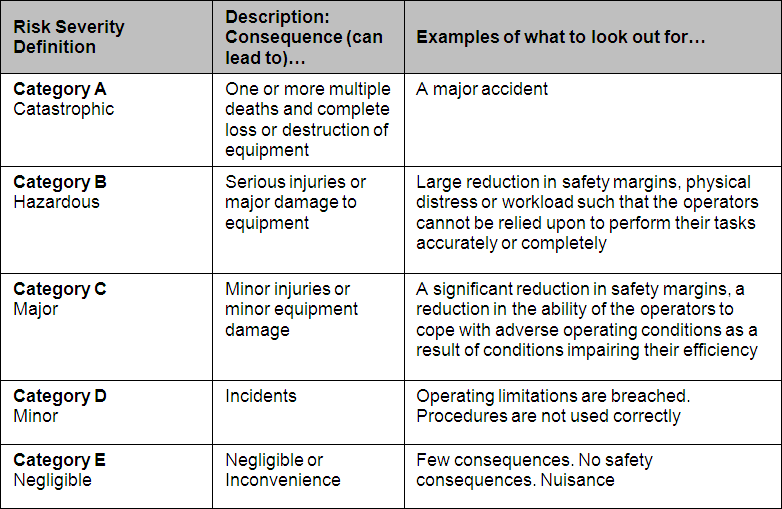 Risk Severity
Definition
Description:
Consequence (can
lead to)…
Examples of what to look out for…
Category A
Catastrophic
One or more multiple
deaths and complete
loss or destruction of
equipment
A major accident
Category B
Hazardous
Serious injuries or
major damage to
equipment
Large reduction in safety margins, physical
distress or workload such that the operators
cannot be relied upon to perform their tasks
accurately or completely
Category C
Major
Minor injuries or
minor equipment
damage
A significant reduction in safety margins, a
reduction in the ability of the operators to
cope with adverse operating conditions as a
result of conditions impairing their efficiency
Category D
Minor
Incidents
Operating limitations are breached.
Procedures are not used correctly
Category E
Negligible
Negligible or
Inconvenience
Few consequences. No safety
consequences. Nuisance